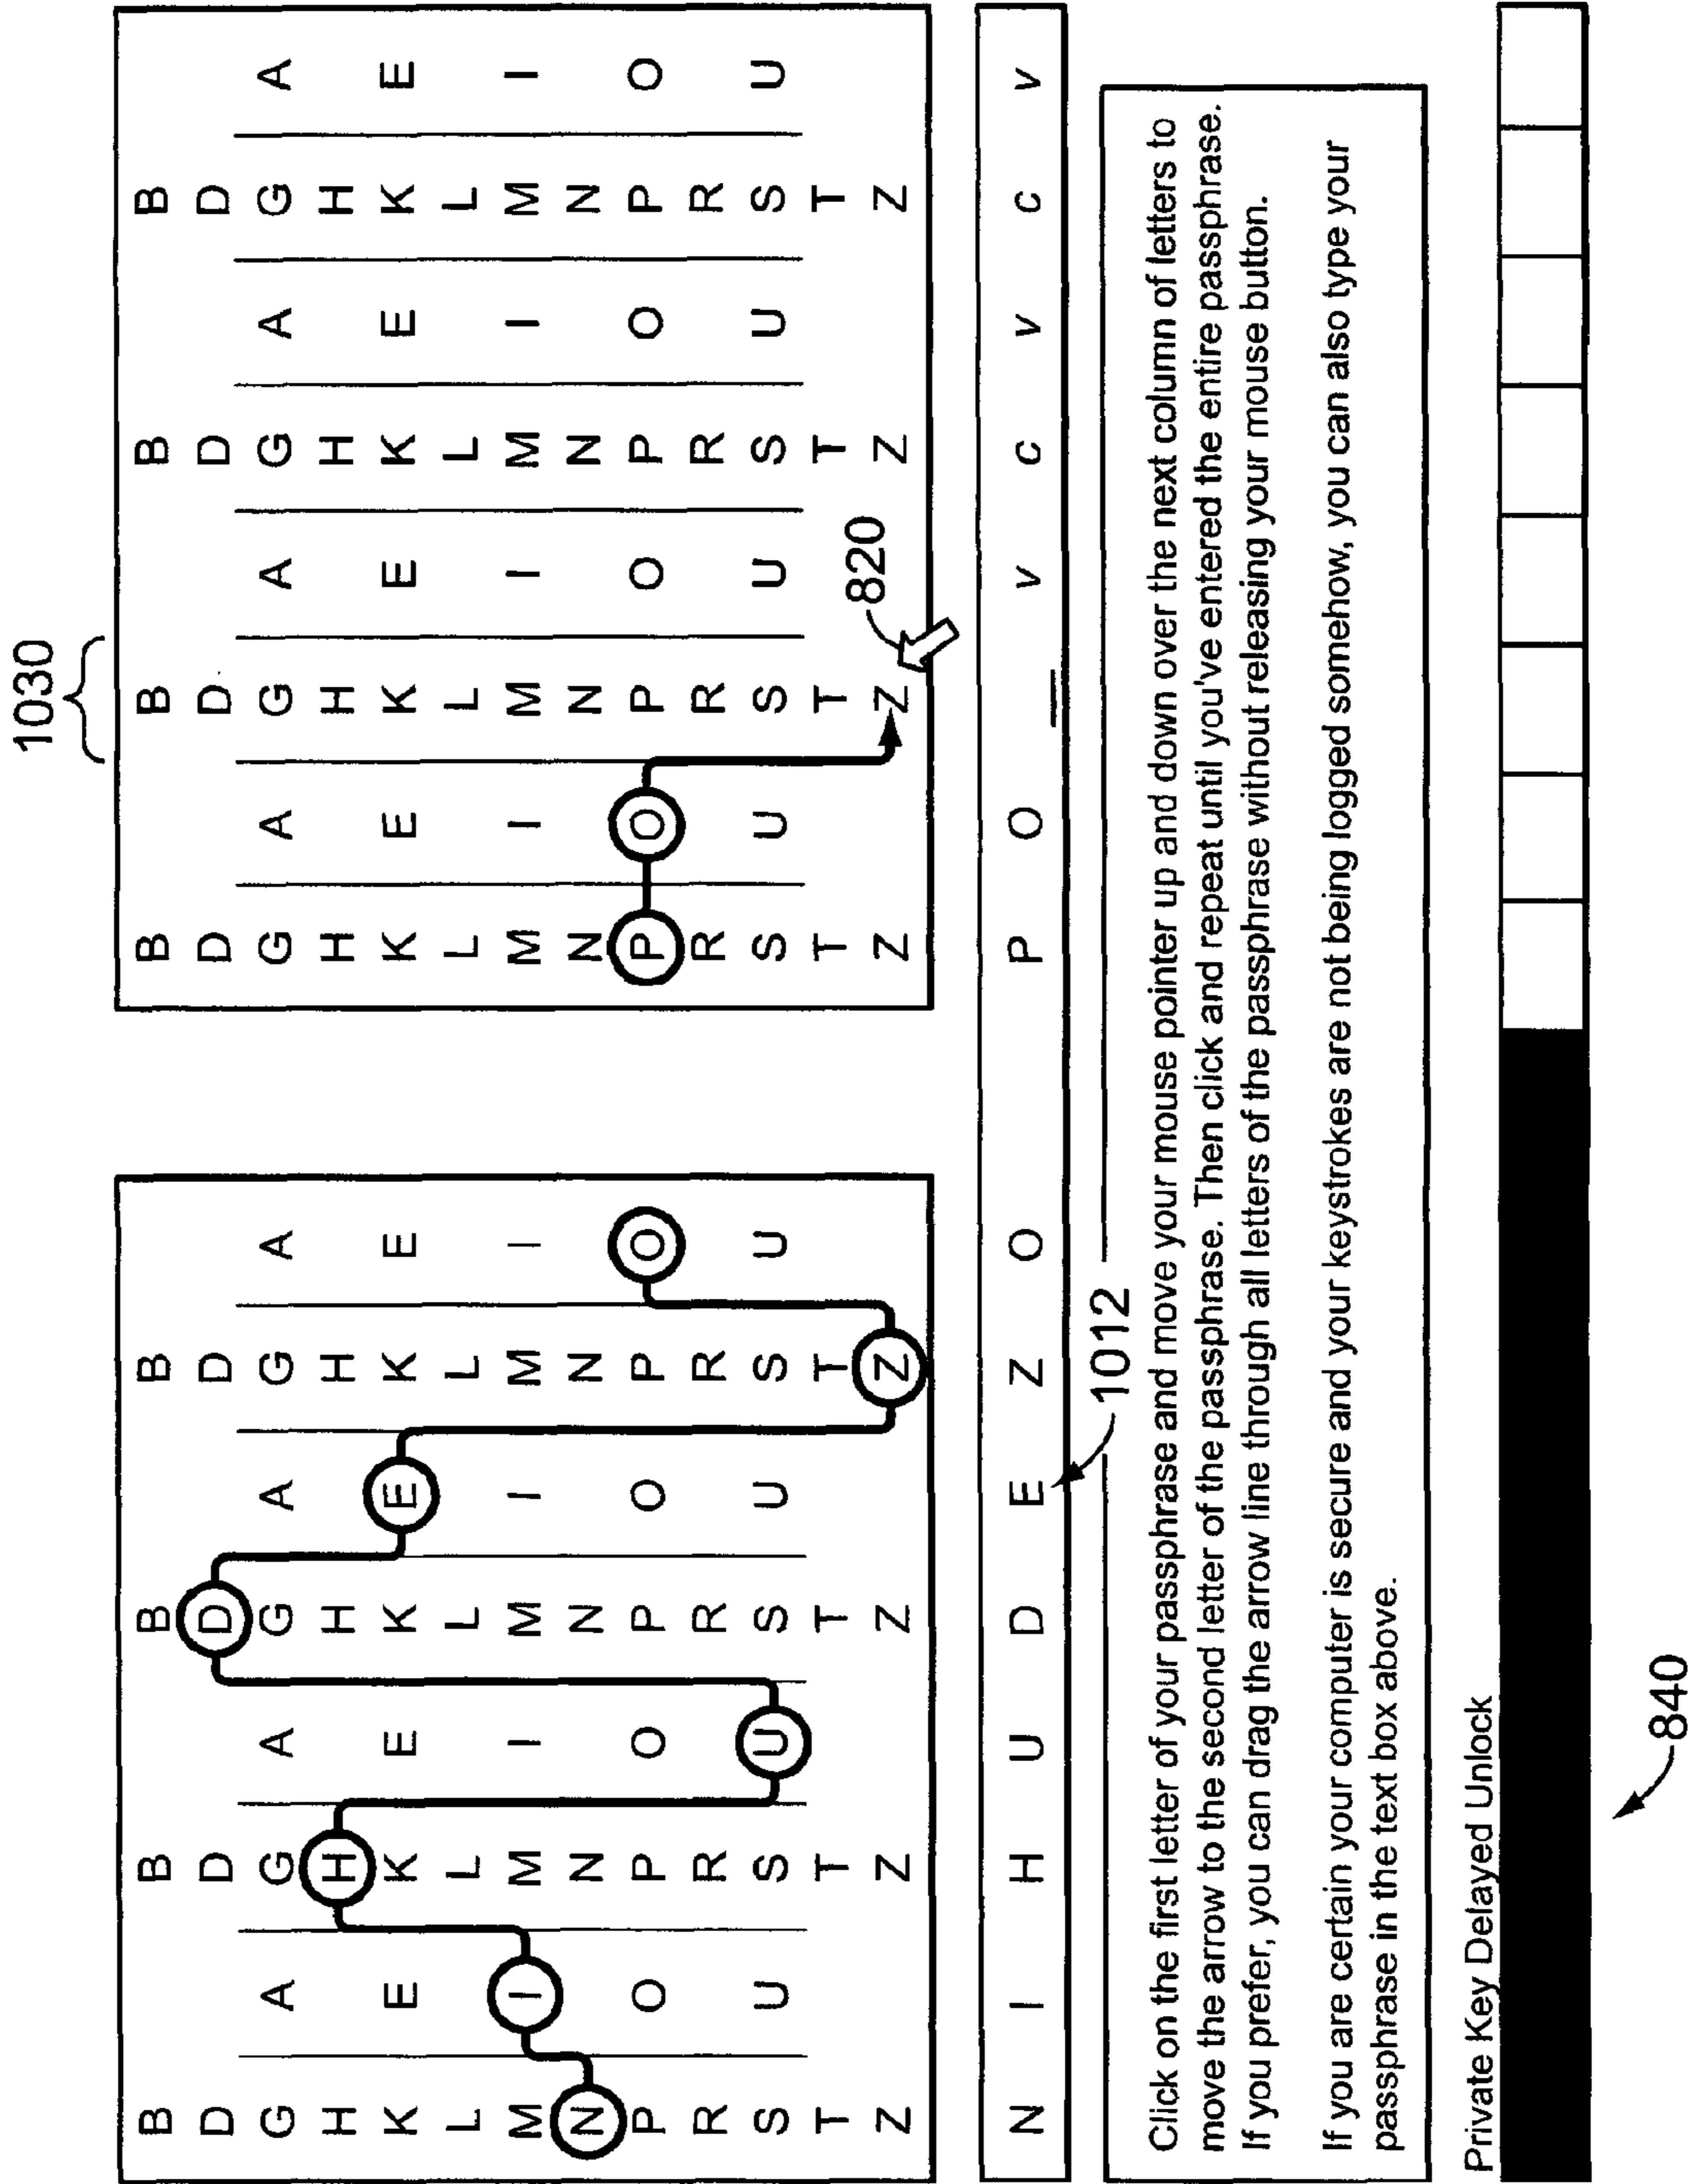 1030
B B B B B B B B
D D D D D D D D
G A G A G A G A G A G A G A G A
H H H H H H H H
K E K E K E K E K E K E K E K E
L L L L L L L L
M I M I M I M I M I M I M I M I
N N N N N N N N
P O P O P O P O P O P O P O P O
R R R R R R R R
S U S U S U S U S U S U S U S U
T T T T T T T T
820
Z Z Z Z Z Z Z Z
N I H U D E Z O P O _ v c v c v
1012
Click on the first letter of your passphrase and move your mouse pointer up and down over the next column of letters to
move the arrow to the second letter of the passphrase. Then click and repeat until you've entered the entire passphrase.
If you prefer, you can drag the arrow line through all letters of the passphrase without releasing your mouse button.
If you are certain your computer is secure and your keystrokes are not being logged somehow, you can also type your
passphrase in the text box above.
Private Key Delayed Unlock
840